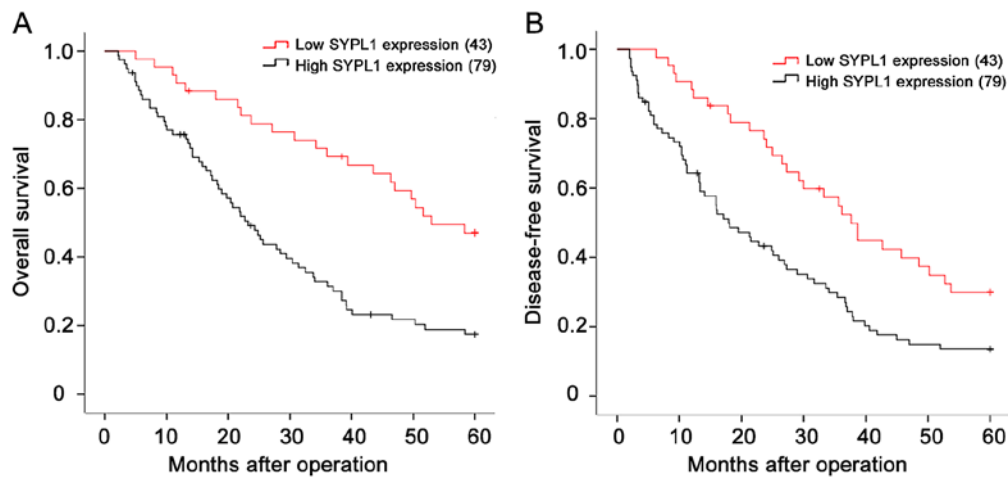 A
Low SYPL1 expression (43)
High SYPL1 expression (79)
Overall survival
1.0
0.8
0.6
0.4
0.2
0
0 10 20 30 40 50 60
Months after operation
B
Low SYPL1 expression (43)
High SYPL1 expression (79)
Disease-free survival
1.0
0.8
0.6
0.4
0.2
0
0 10 20 30 40 50 60
Months after operation